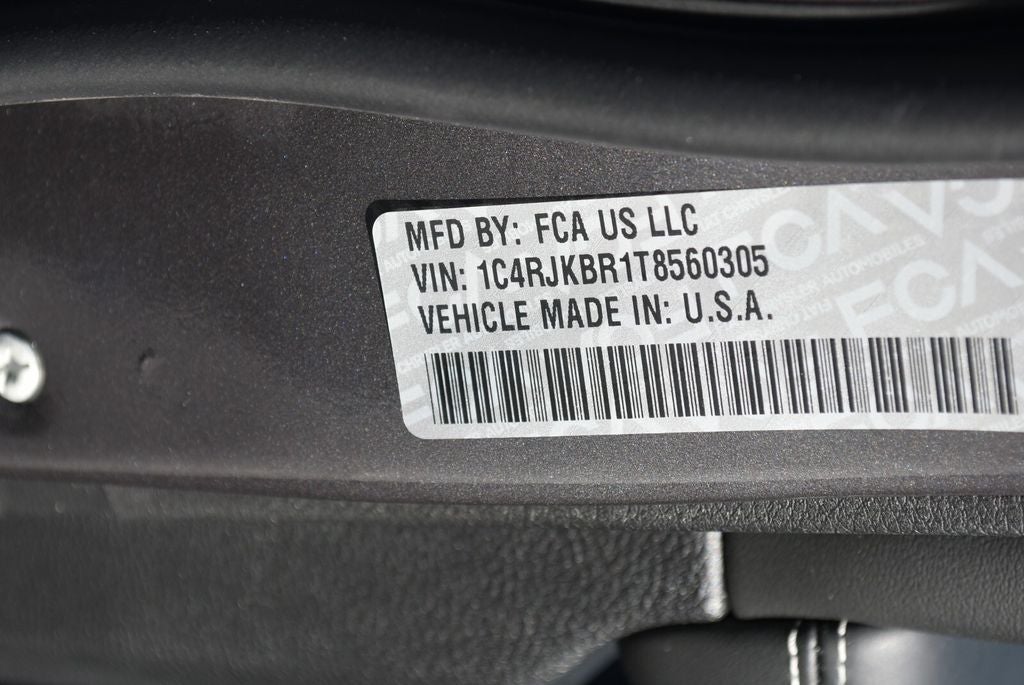 MFD BY: FCA US LLC
VIN: 1C4RJKBR1T8560305
VEHICLE MADE IN: U.S.A.